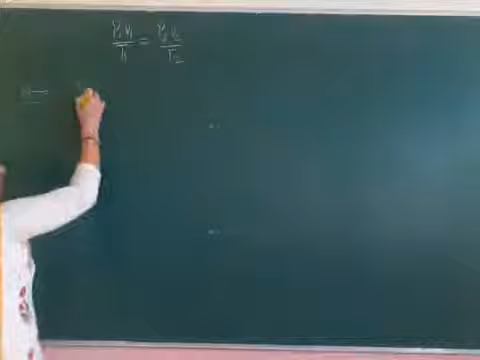 P₁V₁/T₁ = P₂V₂/T₂